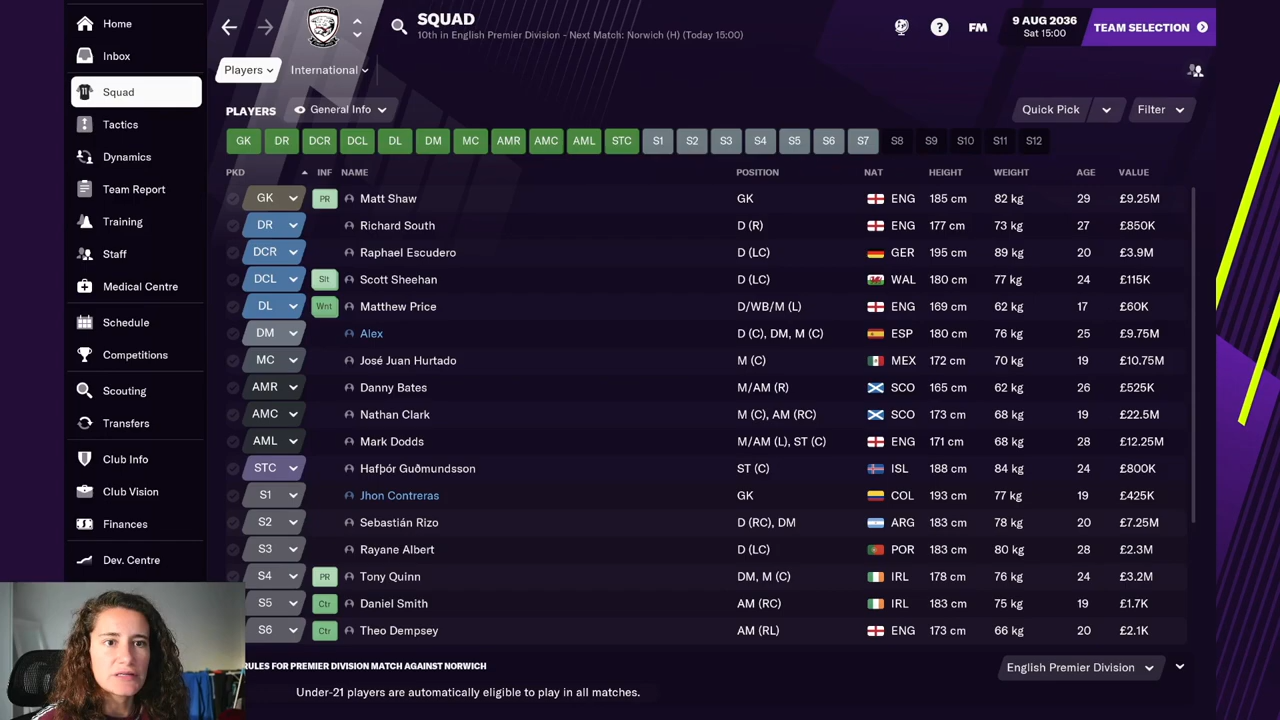 Home
Inbox
Squad
Tactics
Dynamics
Team Report
Training
Staff
Medical Centre
Schedule
Competitions
Scouting
Transfers
Club Info
Club Vision
Finances
Dev. Centre
SQUAD
10th in English Premier Division - Next Match: Norwich (H) (Today 15:00)
FM
9 AUG 2036
Sat 15:00
TEAM SELECTION
Players International
PLAYERS General Info Quick Pick Filter
GK DR DCR DCL DL DM MC AMR AMC AML STC S1 S2 S3 S4 S5 S6 S7 S8 S9 S10 S11 S12
PKD INF NAME POSITION NAT HEIGHT WEIGHT AGE VALUE
GK PR Matt Shaw GK ENG 185 cm 82 kg 29 £9.25M
DR Richard South D (R) ENG 177 cm 73 kg 27 £850K
DCR Raphael Escudero D (LC) GER 195 cm 89 kg 20 £3.9M
DCL Slt Scott Sheehan D (LC) WAL 180 cm 77 kg 24 £115K
DL Wnt Matthew Price D/WB/M (L) ENG 169 cm 62 kg 17 £60K
DM Alex D (C), DM, M (C) ESP 180 cm 76 kg 25 £9.75M
MC José Juan Hurtado M (C) MEX 172 cm 70 kg 19 £10.75M
AMR Danny Bates M/AM (R) SCO 165 cm 62 kg 26 £525K
AMC Nathan Clark M (C), AM (RC) SCO 173 cm 68 kg 19 £22.5M
AML Mark Dodds M/AM (L), ST (C) ENG 171 cm 68 kg 28 £12.25M
STC Hafþór Guðmundsson ST (C) ISL 188 cm 84 kg 24 £800K
S1 Jhon Contreras GK COL 193 cm 77 kg 19 £425K
S2 Sebastián Rizo D (RC), DM ARG 183 cm 78 kg 20 £7.25M
S3 Rayane Albert D (LC) POR 183 cm 80 kg 28 £2.3M
S4 PR Tony Quinn DM, M (C) IRL 178 cm 76 kg 24 £3.2M
S5 Ctr Daniel Smith AM (RC) IRL 183 cm 75 kg 19 £1.7K
S6 Ctr Theo Dempsey AM (RL) ENG 173 cm 66 kg 20 £2.1K
RULES FOR PREMIER DIVISION MATCH AGAINST NORWICH English Premier Division
Under-21 players are automatically eligible to play in all matches.